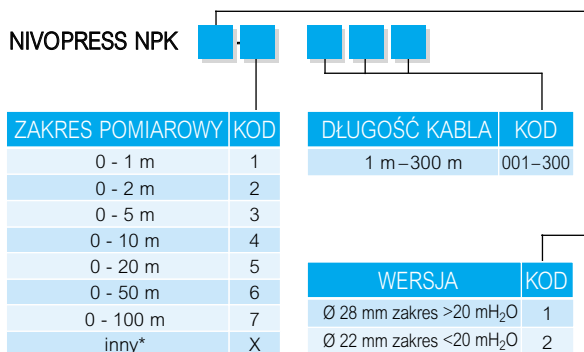 NIVOPRESS NPK -
ZAKRES POMIAROWY KOD
0 - 1 m 1
0 - 2 m 2
0 - 5 m 3
0 - 10 m 4
0 - 20 m 5
0 - 50 m 6
0 - 100 m 7
inny* X
DŁUGOŚĆ KABLA KOD
1 m–300 m 001–300
WERSJA KOD
Ø 28 mm zakres >20 mH₂O 1
Ø 22 mm zakres <20 mH₂O 2